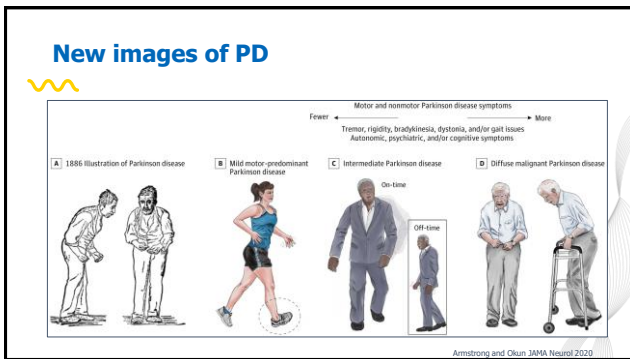 New images of PD
Motor and nonmotor Parkinson disease symptoms
Fewer More
Tremor, rigidity, bradykinesia, dystonia, and/or gait issues
Autonomic, psychiatric, and/or cognitive symptoms
A 1886 Illustration of Parkinson disease
B Mild motor-predominant
Parkinson disease
C Intermediate Parkinson disease
D Diffuse malignant Parkinson disease
On-time
Off-time
Armstrong and Okun JAMA Neurol 2020